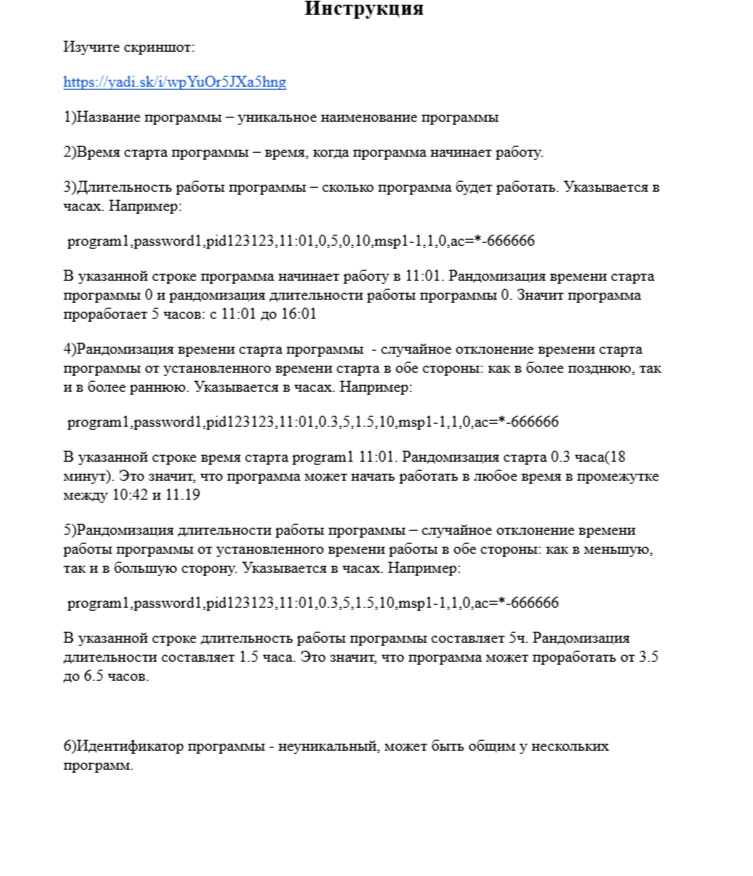 Инструкция
Изучите скриншот:
https://yadi.sk/i/wpYuOr5JXa5hng
1)Название программы – уникальное наименование программы
2)Время старта программы – время, когда программа начинает работу.
3)Длительность работы программы – сколько программа будет работать. Указывается в
часах. Например:
program1,password1,pid123123,11:01,0,5,0,10,msp1-1,1,0,ac=*-666666
В указанной строке программа начинает работу в 11:01. Рандомизация времени старта
программы 0 и рандомизация длительности работы программы 0. Значит программа
проработает 5 часов: с 11:01 до 16:01
4)Рандомизация времени старта программы - случайное отклонение времени старта
программы от установленного времени старта в обе стороны: как в более позднюю, так
и в более раннюю. Указывается в часах. Например:
program1,password1,pid123123,11:01,0.3,5,1.5,10,msp1-1,1,0,ac=*-666666
В указанной строке время старта program1 11:01. Рандомизация старта 0.3 часа(18
минут). Это значит, что программа может начать работать в любое время в промежутке
между 10:42 и 11.19
5)Рандомизация длительности работы программы – случайное отклонение времени
работы программы от установленного времени работы в обе стороны: как в меньшую,
так и в большую сторону. Указывается в часах. Например:
program1,password1,pid123123,11:01,0.3,5,1.5,10,msp1-1,1,0,ac=*-666666
В указанной строке длительность работы программы составляет 5ч. Рандомизация
длительности составляет 1.5 часа. Это значит, что программа может проработать от 3.5
до 6.5 часов.
6)Идентификатор программы - неуникальный, может быть общим у нескольких
программ.